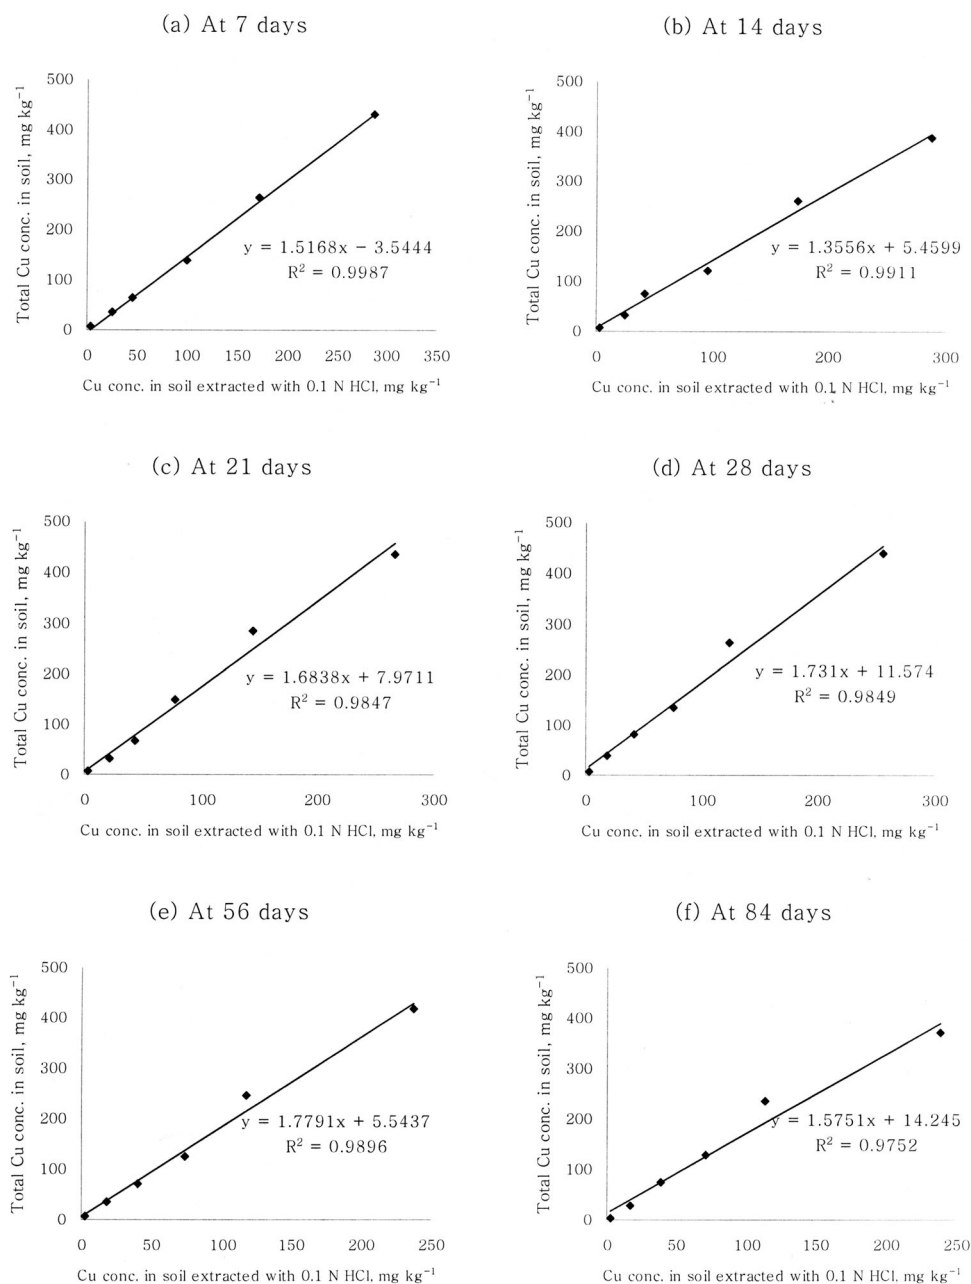 (a) At 7 days
Total Cu conc. in soil, mg kg⁻¹
500
400
300
200
100
0
y = 1.5168x − 3.5444
R² = 0.9987
0 50 100 150 200 250 300 350
Cu conc. in soil extracted with 0.1 N HCl, mg kg⁻¹
(b) At 14 days
Total Cu conc. in soil, mg kg⁻¹
500
400
300
200
100
0
y = 1.3556x + 5.4599
R² = 0.9911
0 100 200 300
Cu conc. in soil extracted with 0.1 N HCl, mg kg⁻¹
(c) At 21 days
Total Cu conc. in soil, mg kg⁻¹
500
400
300
200
100
0
y = 1.6838x + 7.9711
R² = 0.9847
0 100 200 300
Cu conc. in soil extracted with 0.1 N HCl, mg kg⁻¹
(d) At 28 days
Total Cu conc. in soil, mg kg⁻¹
500
400
300
200
100
0
y = 1.731x + 11.574
R² = 0.9849
0 100 200 300
Cu conc. in soil extracted with 0.1 N HCl, mg kg⁻¹
(e) At 56 days
Total Cu conc. in soil, mg kg⁻¹
500
400
300
200
100
0
y = 1.7791x + 5.5437
R² = 0.9896
0 50 100 150 200 250
Cu conc. in soil extracted with 0.1 N HCl, mg kg⁻¹
(f) At 84 days
Total Cu conc. in soil, mg kg⁻¹
500
400
300
200
100
0
y = 1.5751x + 14.245
R² = 0.9752
0 50 100 150 200 250
Cu conc. in soil extracted with 0.1 N HCl, mg kg⁻¹